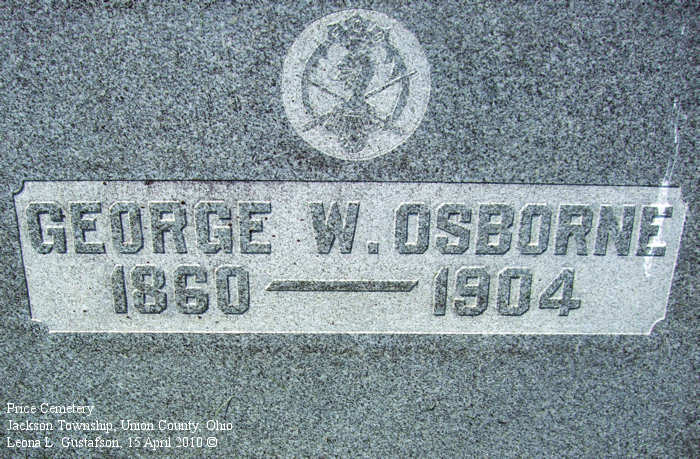 GEORGE W. OSBORNE
1860 — 1904
Price Cemetery
Jackson Township, Union County, Ohio
Leona L. Gustafson, 15 April 2010 ©